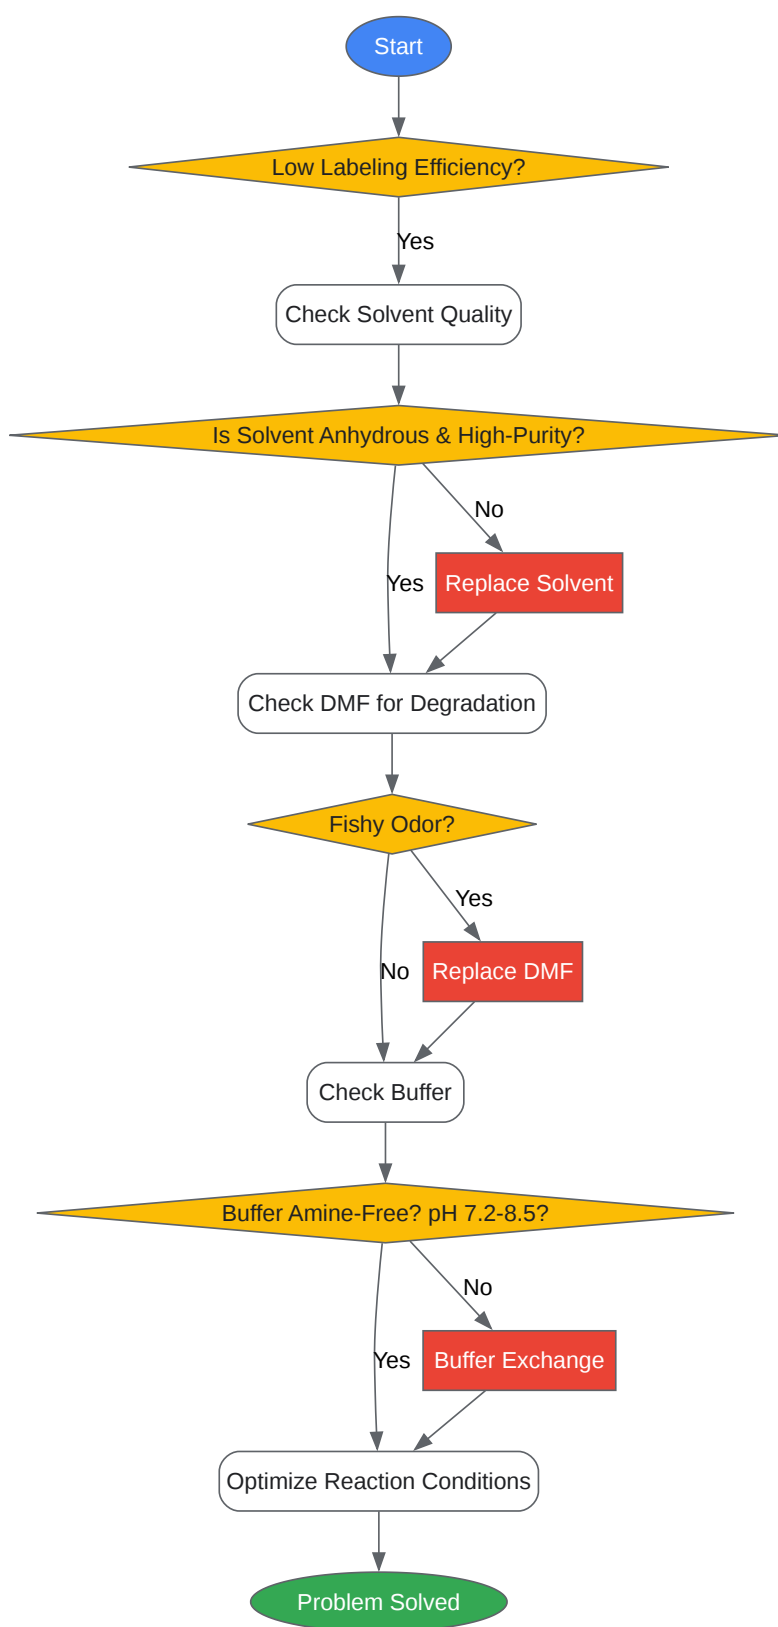 Start
Low Labeling Efficiency?
Yes
Check Solvent Quality
Is Solvent Anhydrous & High-Purity?
No
Yes
Replace Solvent
Check DMF for Degradation
Fishy Odor?
Yes
No
Replace DMF
Check Buffer
Buffer Amine-Free? pH 7.2-8.5?
No
Yes
Buffer Exchange
Optimize Reaction Conditions
Problem Solved